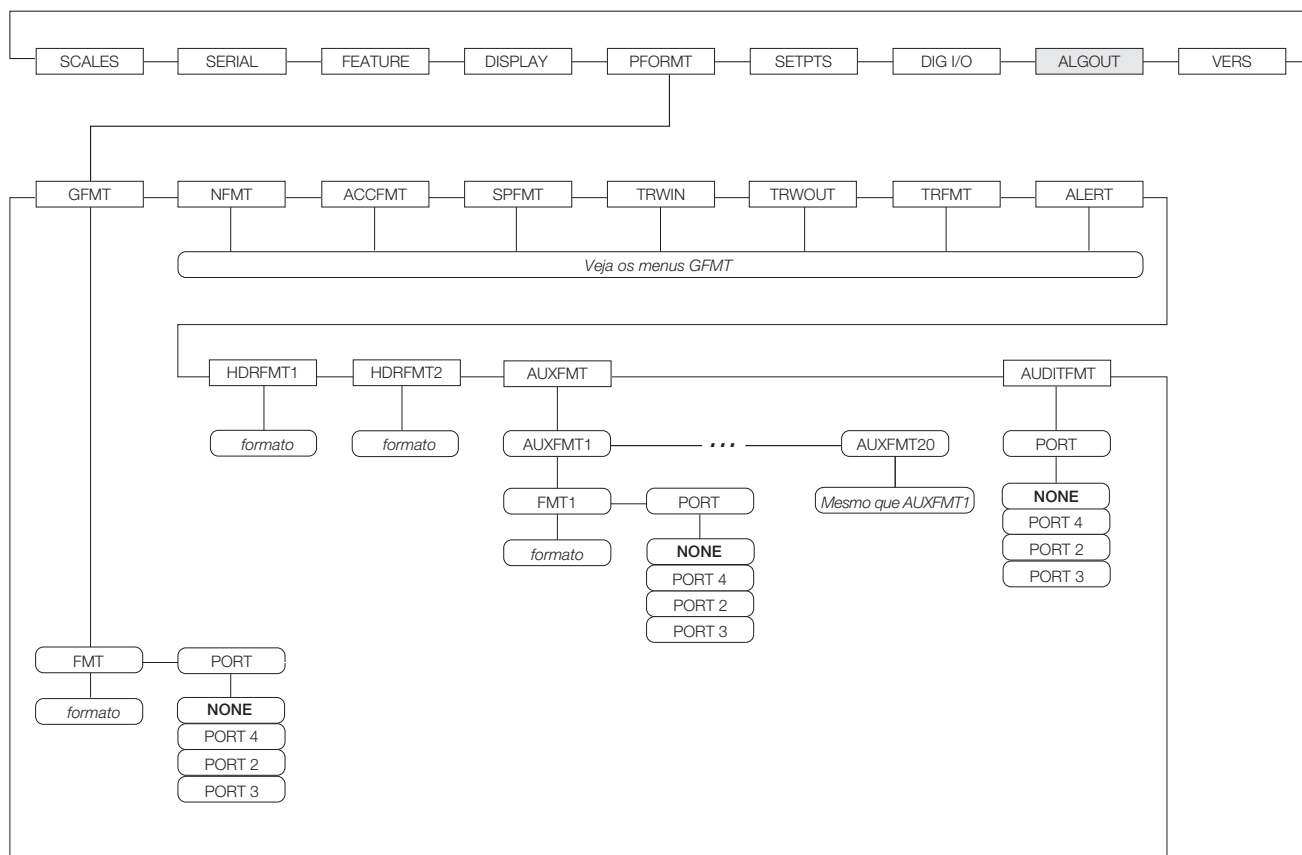 SCALES SERIAL FEATURE DISPLAY PFORMT SETPTS DIG I/O ALGOUT VERS
GFMT NFMT ACCFMT SPFMT TRWIN TRWOUT TRFMT ALERT
Veja os menus GFMT
HDRFMT1 HDRFMT2 AUXFMT AUDITFMT
formato formato AUXFMT1 ... AUXFMT20 PORT
FMT1 PORT Mesmo que AUXFMT1 NONE
PORT 4
formato NONE PORT 2
PORT 4 PORT 3
PORT 2
PORT 3
FMT PORT
formato NONE
PORT 4
PORT 2
PORT 3